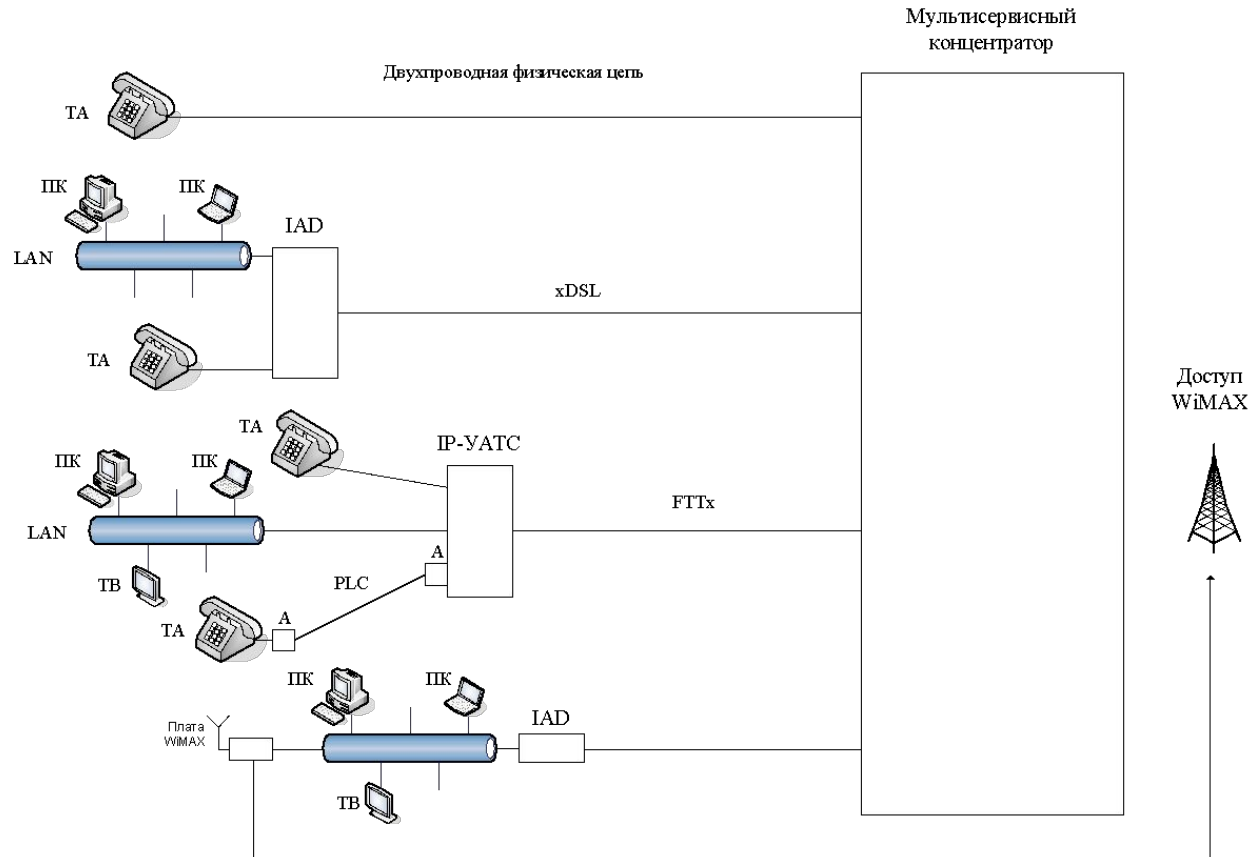 Мультисервисный
концентратор
Двухпроводная физическая цепь
ТА
ПК
ПК
IAD
LAN
xDSL
ТА
Доступ
WiMAX
ТА
IP-УАТС
ПК
ПК
FTTx
LAN
А
ТВ
PLC
А
ТА
ПК
ПК
IAD
Плата
WiMAX
ТВ